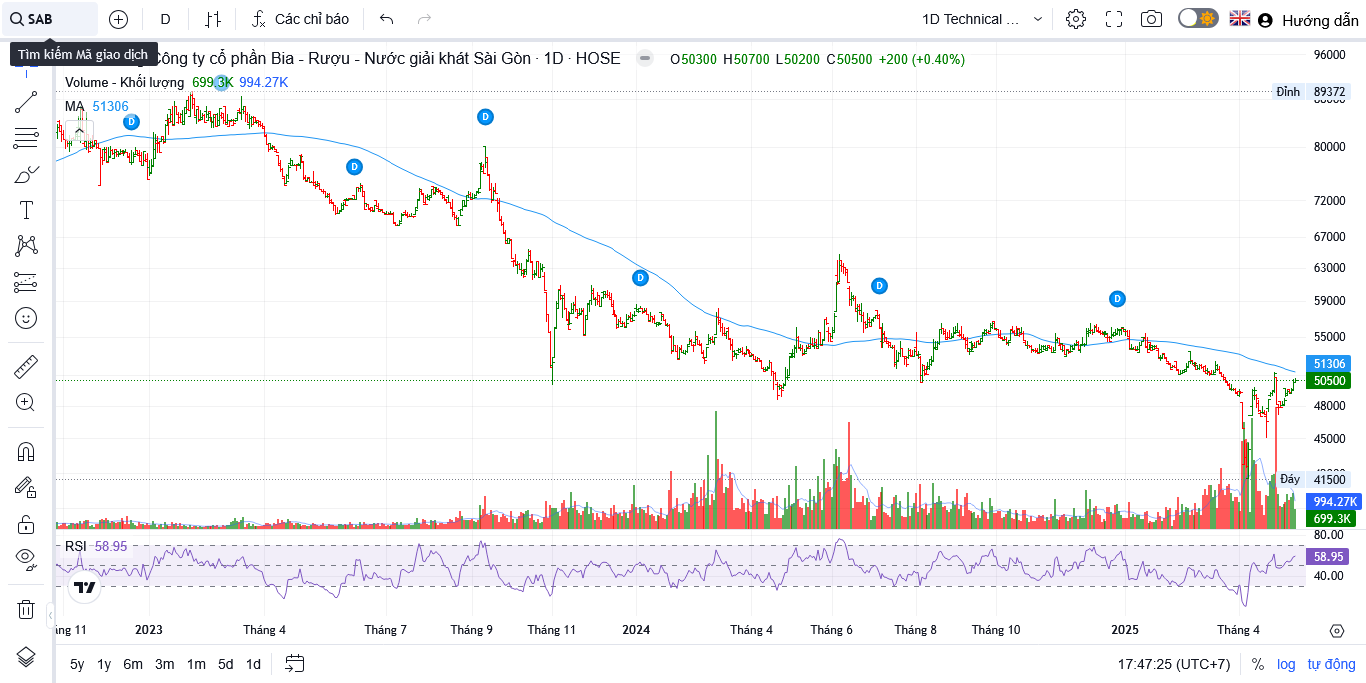 SAB
D
Các chỉ báo
1D Technical ...
Hướng dẫn
Tìm kiếm Mã giao dịch
Công ty cổ phần Bia - Rượu - Nước giải khát Sài Gòn · 1D · HOSE
O50300 H50700 L50200 C50500 +200 (+0.40%)
Volume - Khối lượng 699.3K 994.27K
MA 51306
D
D
D
D
D
D
96000
Đỉnh 89372
80000
72000
67000
63000
59000
55000
51306
50500
48000
45000
Đáy 41500
994.27K
699.3K
RSI 58.95
80.00
58.95
40.00
ng 11
2023
Tháng 4
Tháng 7
Tháng 9
Tháng 11
2024
Tháng 4
Tháng 6
Tháng 8
Tháng 10
2025
Tháng 4
5y 1y 6m 3m 1m 5d 1d
17:47:25 (UTC+7)
% log tự động